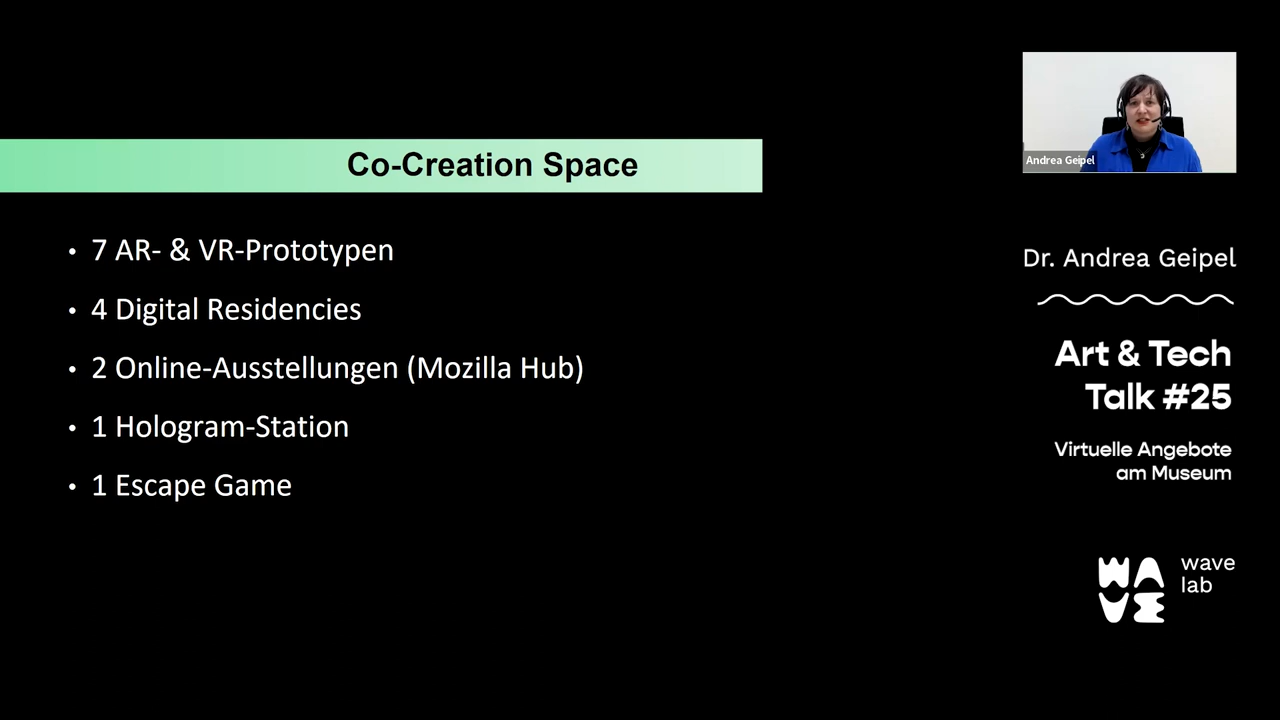 Co-Creation Space
• 7 AR- & VR-Prototypen
• 4 Digital Residencies
• 2 Online-Ausstellungen (Mozilla Hub)
• 1 Hologram-Station
• 1 Escape Game
Andrea Geipel
Dr. Andrea Geipel
Art & Tech
Talk #25
Virtuelle Angebote
am Museum
WAVE
wave
lab